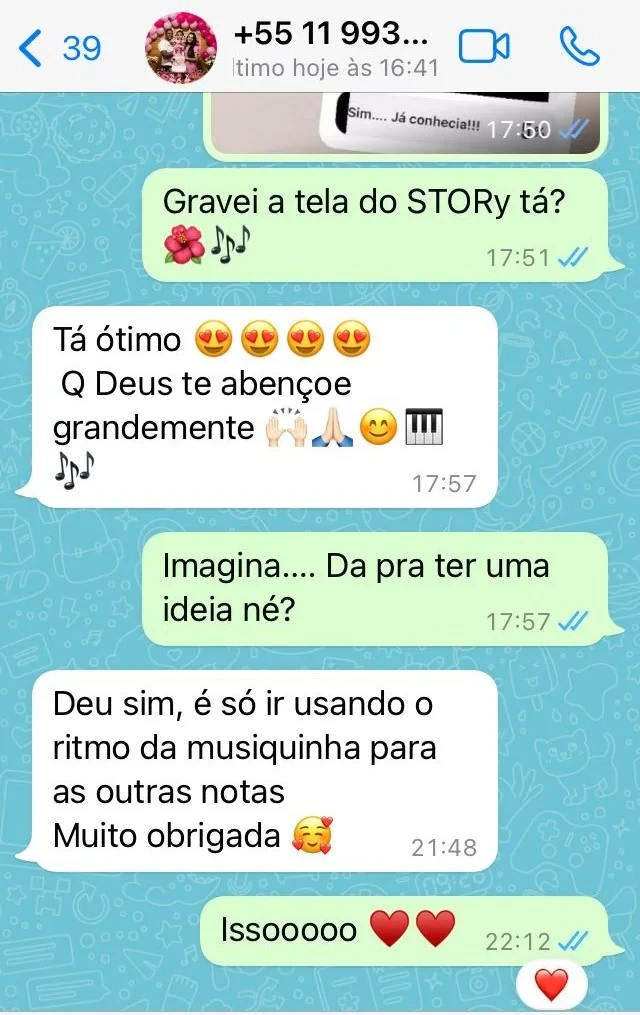 39
+55 11 993...
ltimo hoje às 16:41
Sim.... Já conhecia!!! 17:50
Gravei a tela do STORy tá?
🌺🎶
17:51
Tá ótimo 😍😍😍😍
Q Deus te abençoe
grandemente 🙌🏻🙏🏻😊🎹
🎶
17:57
Imagina.... Da pra ter uma
ideia né?
17:57
Deu sim, é só ir usando o
ritmo da musiquinha para
as outras notas
Muito obrigada 🥰
21:48
Issooooo ♥️♥️
22:12
❤️